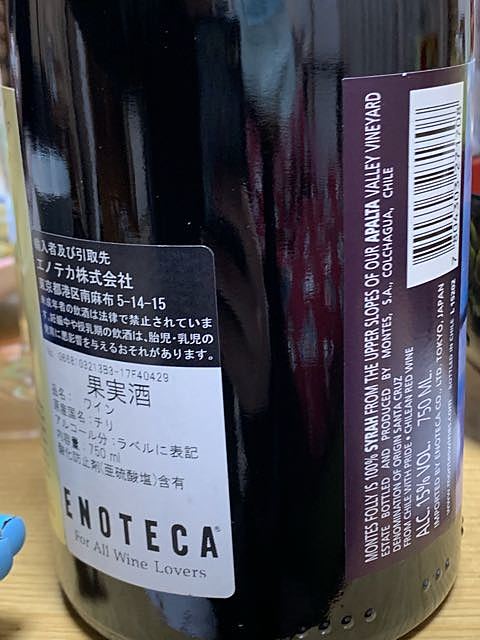 輸入者及び引取先
エノテカ株式会社
東京都港区南麻布5-14-15
未成年者の飲酒は法律で禁止されていま
す。妊娠中や授乳期の飲酒は、胎児・乳児の
発育に悪影響を与えるおそれがあります。
果実酒
品名: ワイン
原産国名:チリ
アルコール分:ラベルに表記
内容量: 750 ml
酸化防止剤(亜硫酸塩)含有
ENOTECA®
For All Wine Lovers
MONTES FOLLY IS 100% SYRAH FROM THE UPPER SLOPES OF OUR APALTA VALLEY VINEYARD
ESTATE BOTTLED AND PRODUCED BY MONTES, S.A., COLCHAGUA, CHILE
DENOMINATION OF ORIGIN SANTA CRUZ
FROM CHILE WITH PRIDE • CHILEAN RED WINE
ALC. 15% VOL. 750 ML.
IMPORTED BY ENOTECA CO., LTD. TOKYO, JAPAN
BOTTLED IN CHILE